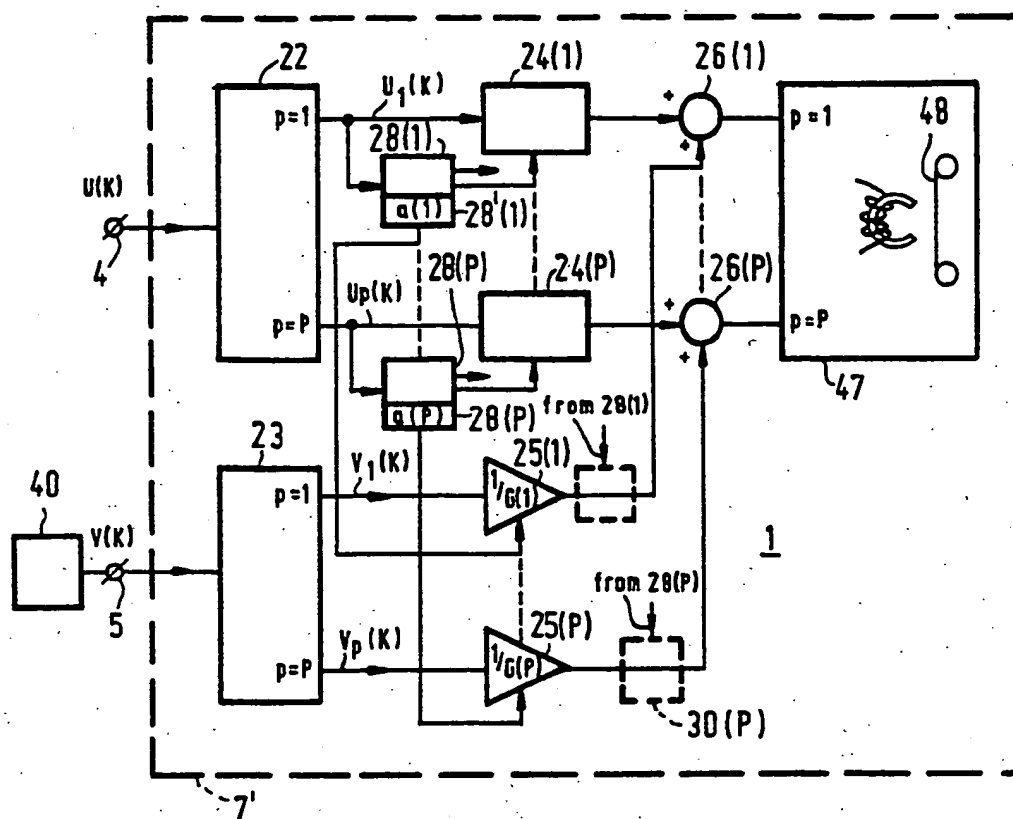 22
24(1)
26(1)
U₁(K)
p=1
28(1)
+
+
p=1
48
a(1)
28'(1)
U(K)
4
28(P)
24(P)
26(P)
Up(K)
p=P
+
+
p=P
a(P)
28(P)
47
from 28(1)
23
V₁(K)
25(1)
p=1
1/G(1)
40
V(K)
5
1
from 28(P)
25(P)
Vp(K)
p=P
1/G(P)
30(P)
7'